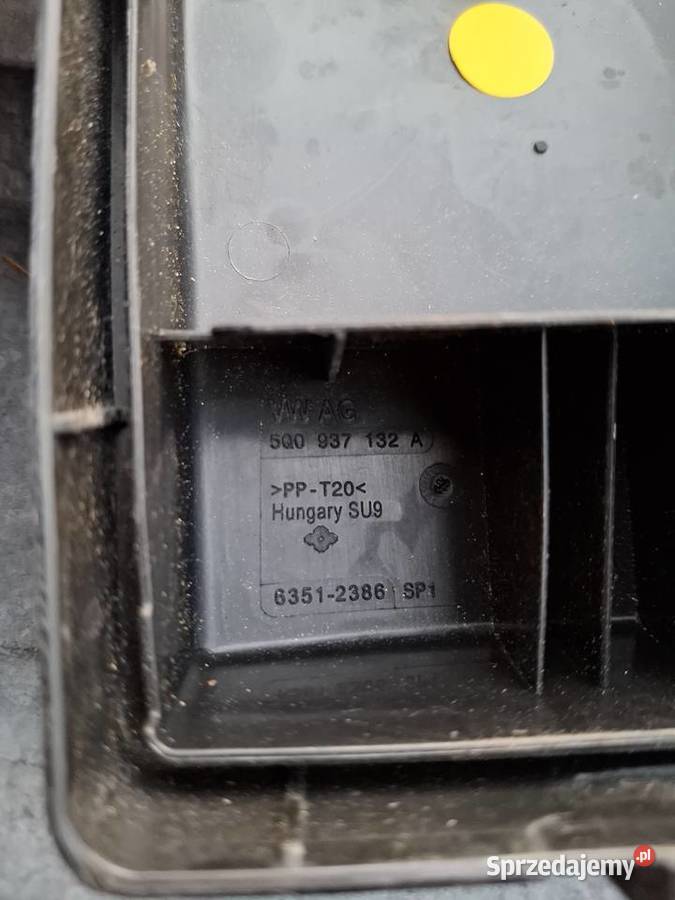 VW AG
5Q0 937 132 A
>PP-T20<
Hungary SU9
6351-2386 SP1
Sprzedajemy.pl